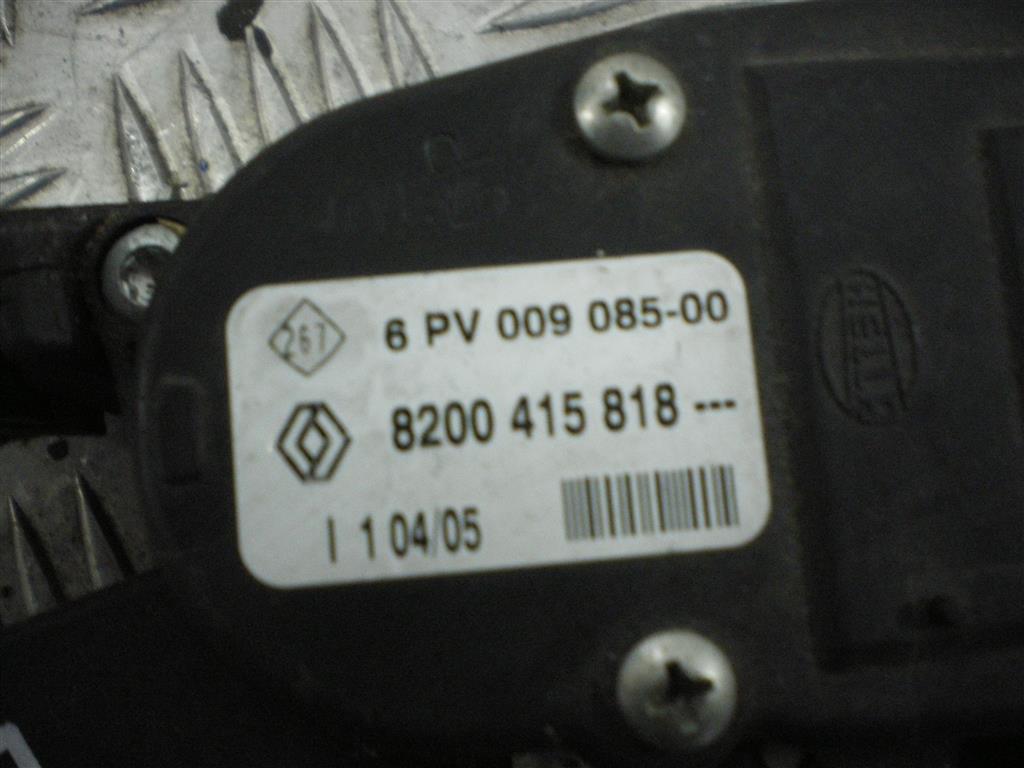 267
6 PV 009 085-00
8200 415 818 ---
I 1 04/05
HELLA